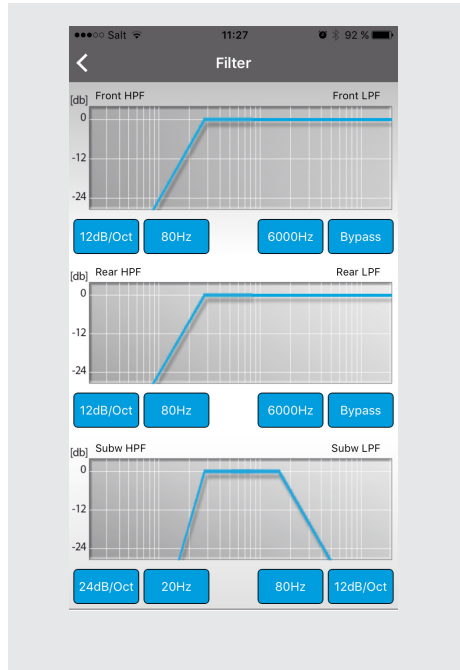 Salt 11:27 92 %
Filter
Front HPF Front LPF
[db]
0
-12
-24
12dB/Oct 80Hz 6000Hz Bypass
Rear HPF Rear LPF
[db]
0
-12
-24
12dB/Oct 80Hz 6000Hz Bypass
Subw HPF Subw LPF
[db]
0
-12
-24
24dB/Oct 20Hz 80Hz 12dB/Oct